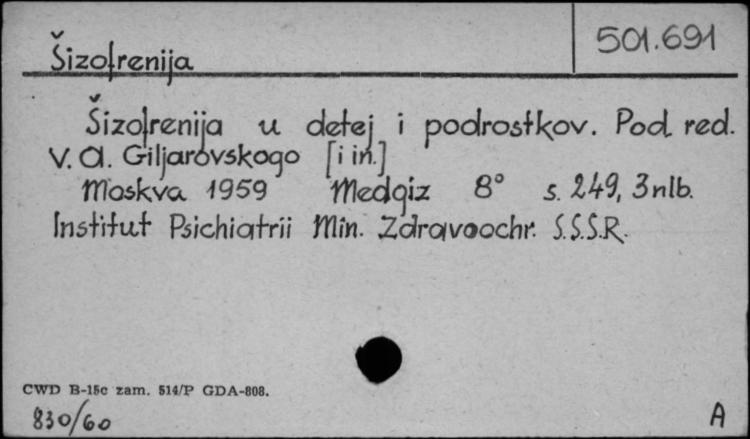 501.691
Šizofrenija
Šizofrenija u detej i podrostkov. Pod red.
V. A. Giljarovskogo [i in.]
Moskva 1959 Medgiz 8° s. 249, 3 nlb.
Institut Psichiatrii Min. Zdravoochr. S.S.S.R.
CWD B-15c zam. 514/P GDA-808.
830/60 A